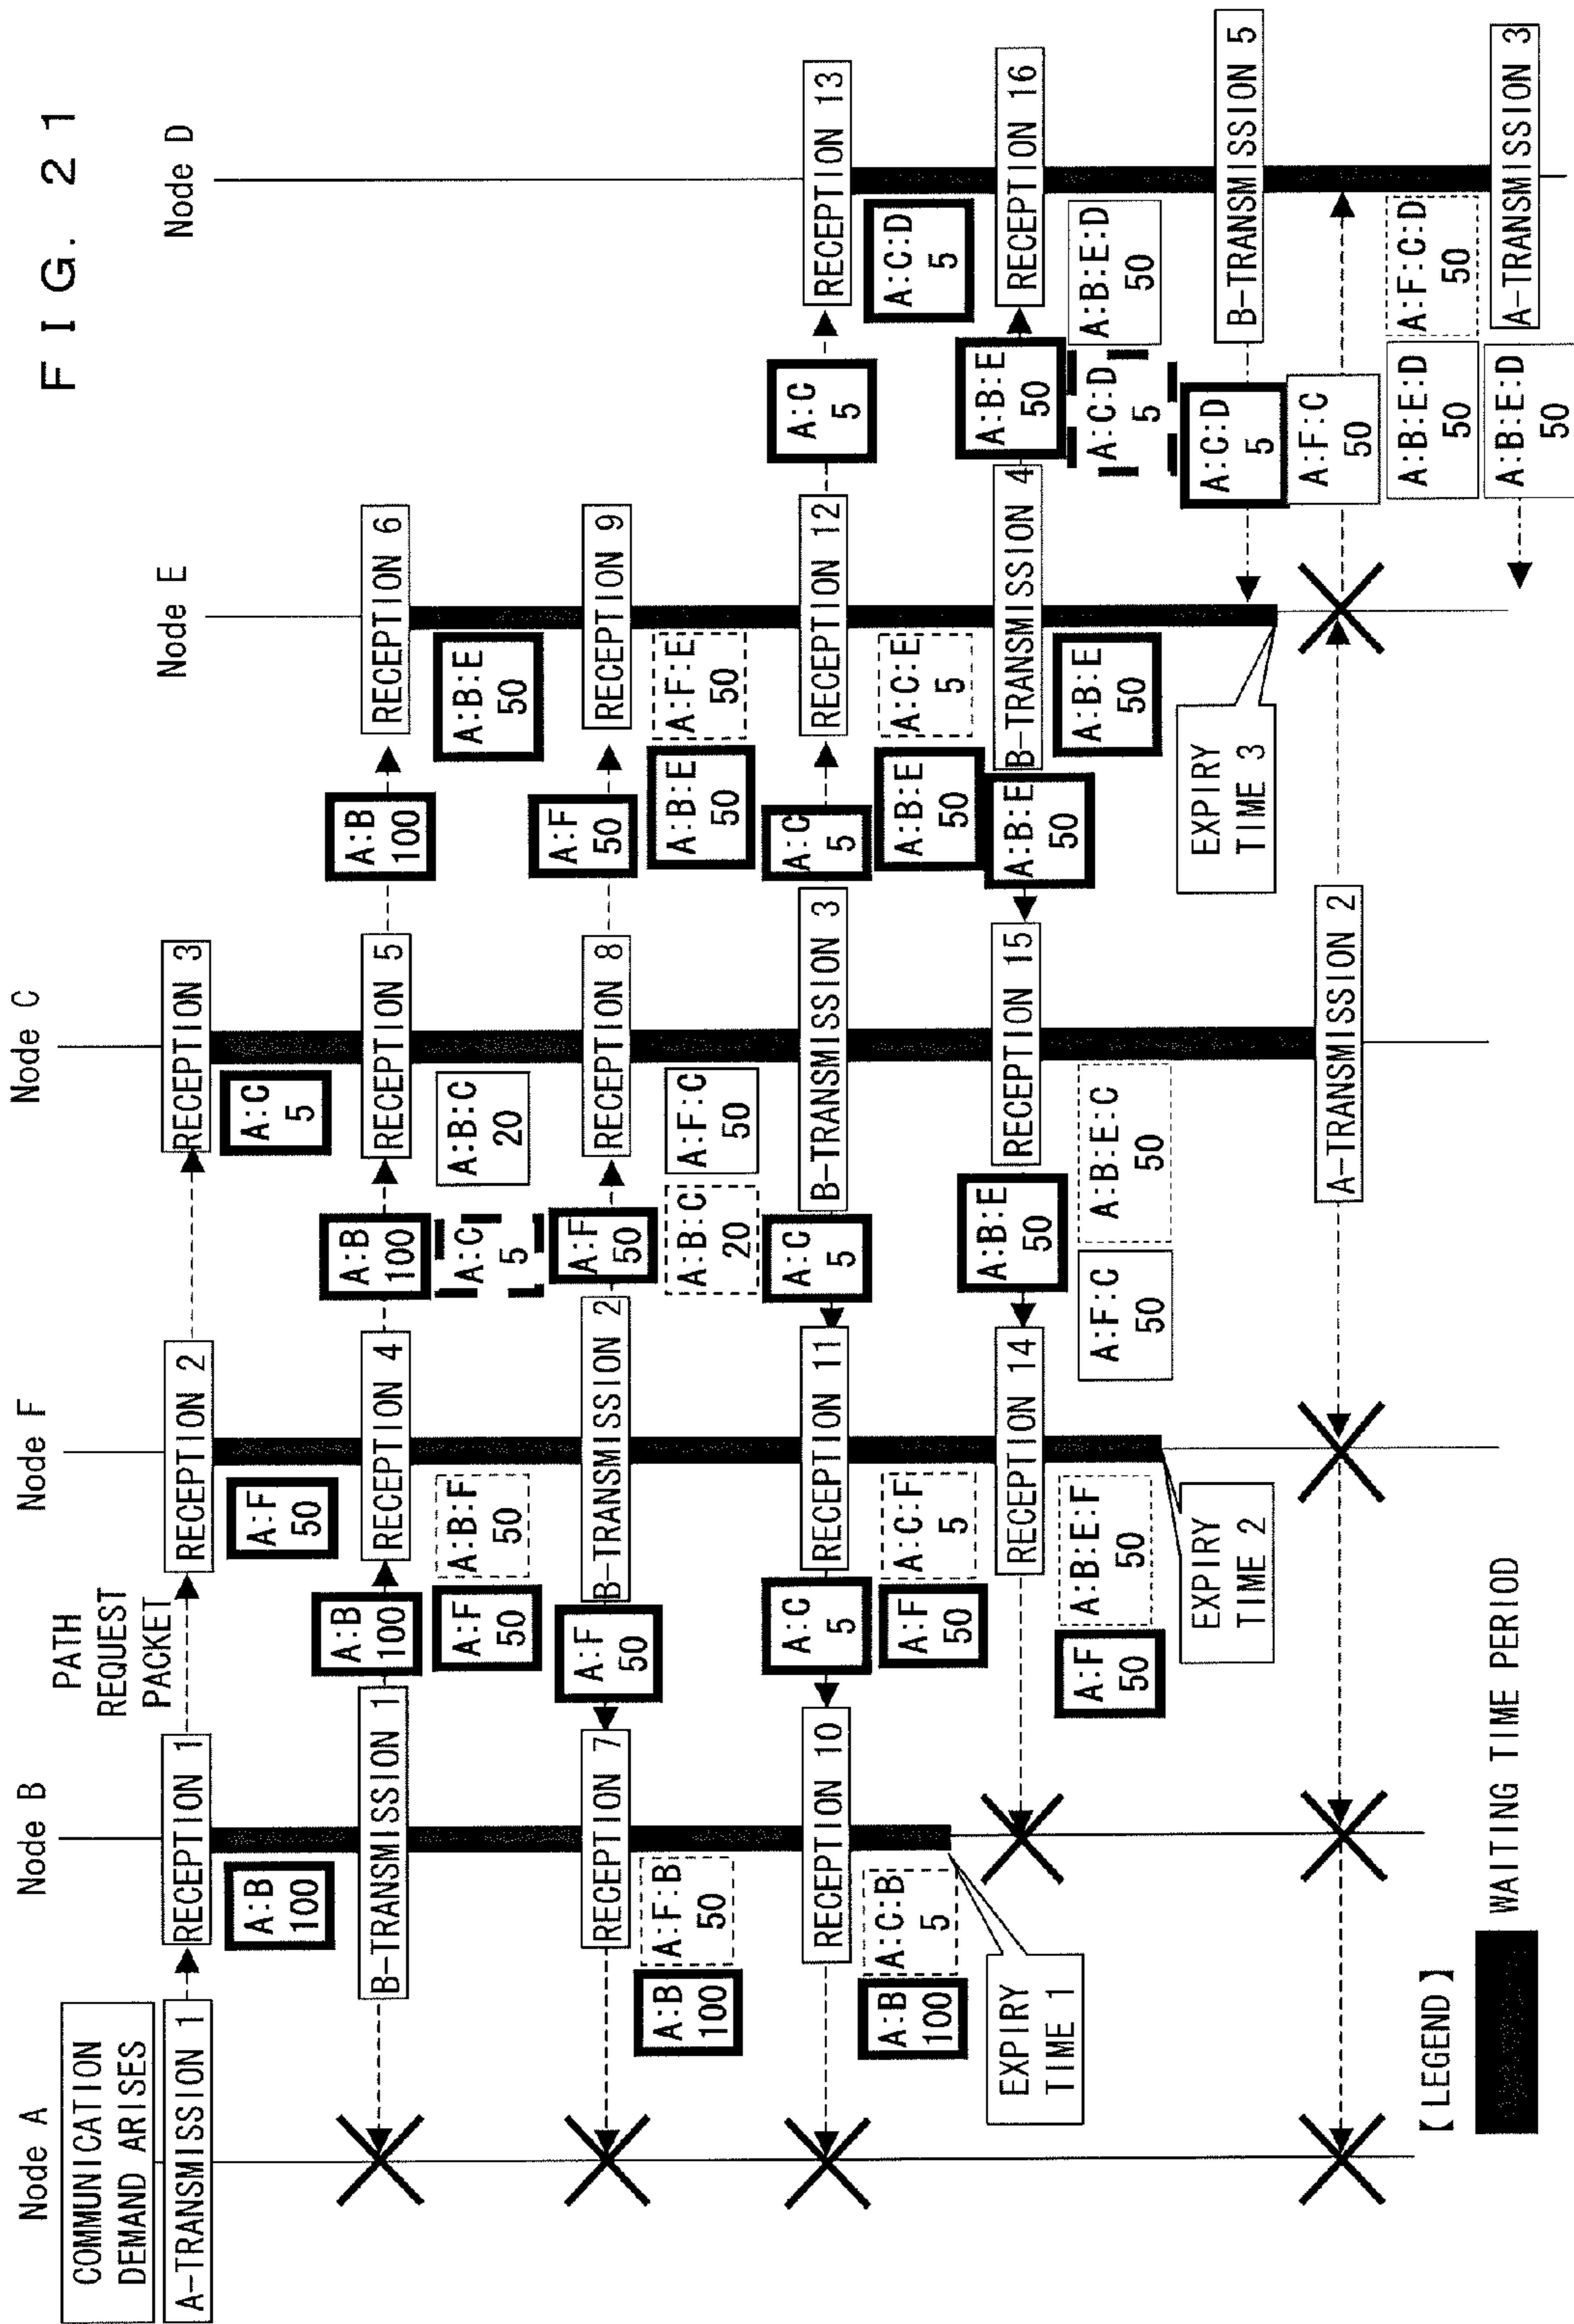 FIG. 21
Node A
Node B
Node F
Node C
Node E
Node D
COMMUNICATION
DEMAND ARISES
PATH
REQUEST
PACKET
A-TRANSMISSION 1
RECEPTION 1
RECEPTION 2
RECEPTION 3
A:B
100
A:F
50
A:C
5
B-TRANSMISSION 1
A:B
100
RECEPTION 4
A:B
100
RECEPTION 5
A:B
100
RECEPTION 6
A:F
50
A:B:F
50
A:C
5
A:B:C
20
A:B:E
50
RECEPTION 7
A:F
50
B-TRANSMISSION 2
A:F
50
RECEPTION 8
A:F
50
RECEPTION 9
A:B
100
A:F:B
50
A:B:C
20
A:F:C
50
A:B:E
50
A:F:E
50
RECEPTION 10
A:C
5
RECEPTION 11
A:C
5
B-TRANSMISSION 3
A:C
5
RECEPTION 12
A:C
5
RECEPTION 13
A:B
100
A:C:B
5
A:F
50
A:C:F
5
A:B:E
50
A:C:E
5
A:C:D
5
EXPIRY
TIME 1
RECEPTION 14
A:B:E
50
RECEPTION 15
A:B:E
50
B-TRANSMISSION 4
A:B:E
50
RECEPTION 16
A:F
50
A:B:E:F
50
A:F:C
50
A:B:E:C
50
A:B:E
50
A:C:D
5
A:B:E:D
50
EXPIRY
TIME 2
EXPIRY
TIME 3
A:C:D
5
B-TRANSMISSION 5
A-TRANSMISSION 2
A:F:C
50
A:B:E:D
50
A:F:C:D
50
A:B:E:D
50
A-TRANSMISSION 3
【LEGEND】
WAITING TIME PERIOD